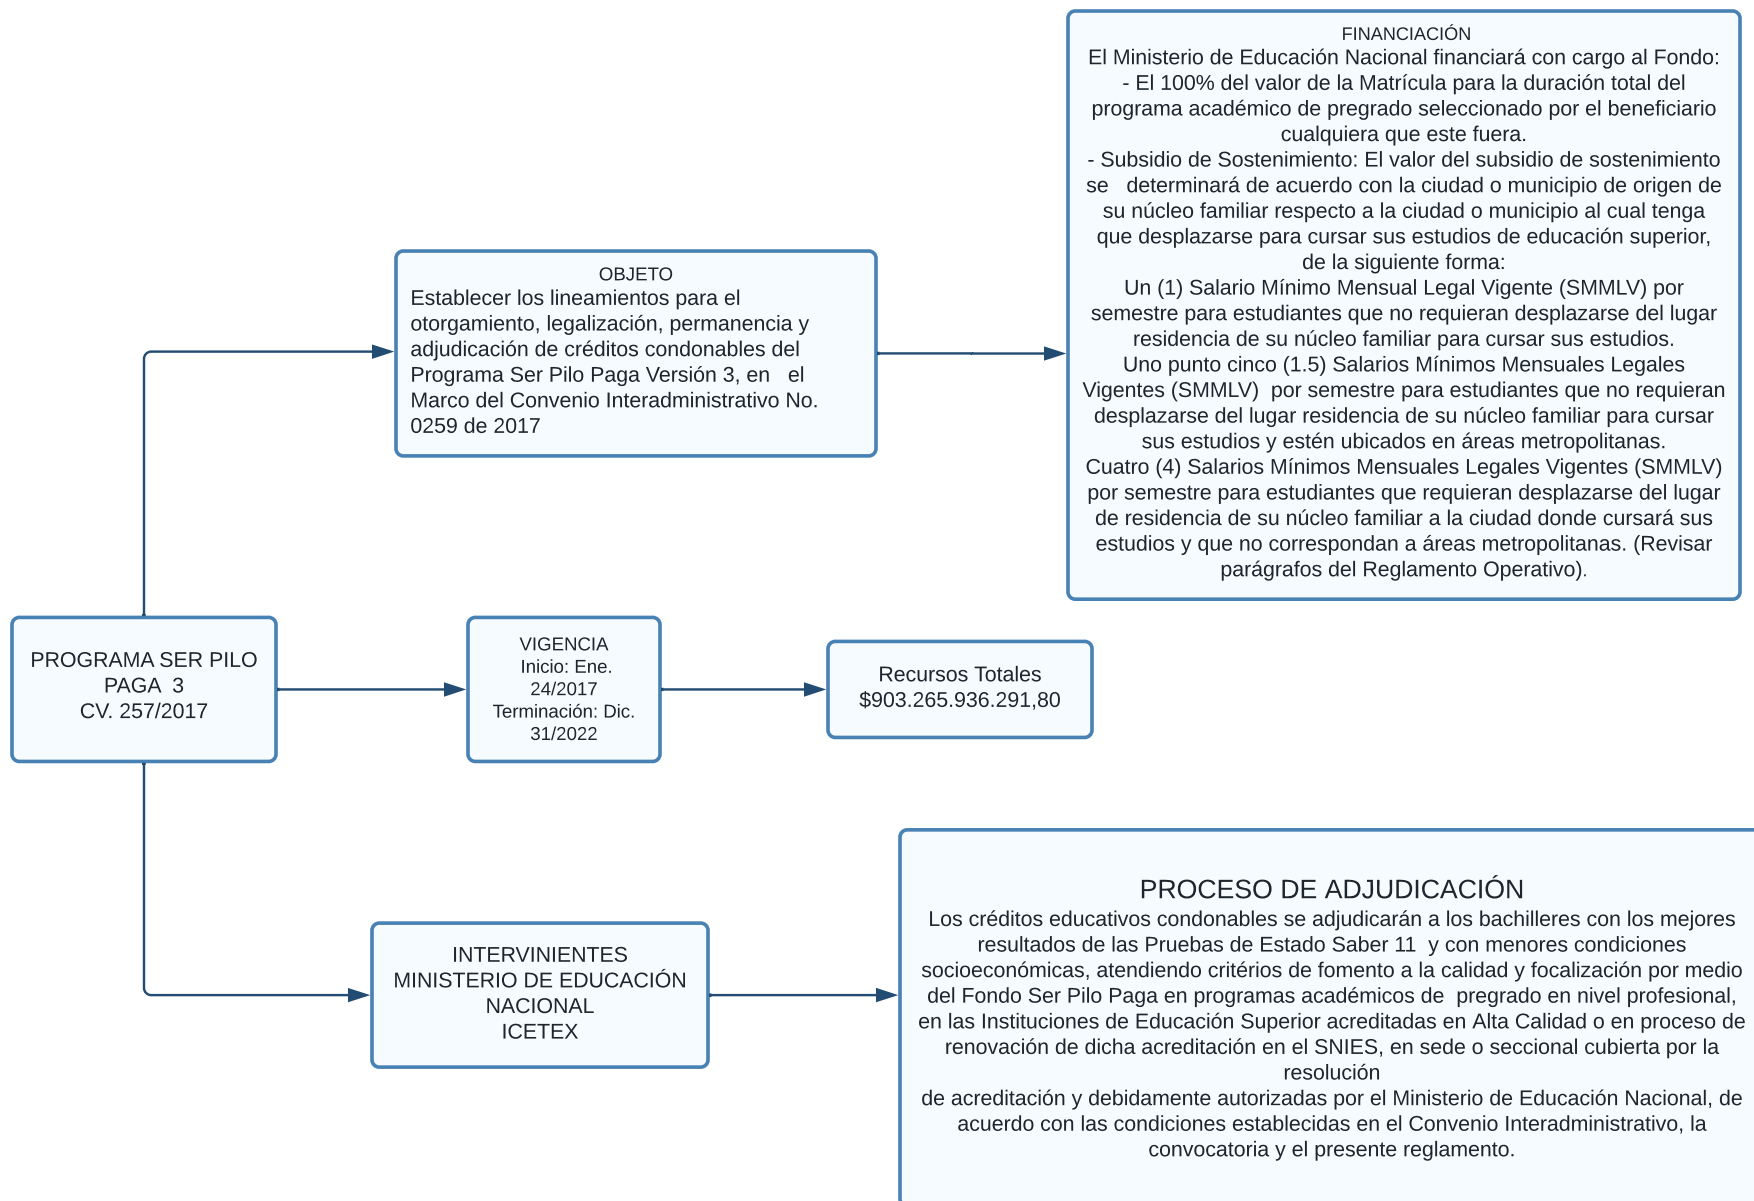 FINANCIACIÓN
El Ministerio de Educación Nacional financiará con cargo al Fondo:
- El 100% del valor de la Matrícula para la duración total del
programa académico de pregrado seleccionado por el beneficiario
cualquiera que este fuera.
- Subsidio de Sostenimiento: El valor del subsidio de sostenimiento
se   determinará de acuerdo con la ciudad o municipio de origen de
su núcleo familiar respecto a la ciudad o municipio al cual tenga
que desplazarse para cursar sus estudios de educación superior,
de la siguiente forma:
Un (1) Salario Mínimo Mensual Legal Vigente (SMMLV) por
semestre para estudiantes que no requieran desplazarse del lugar
residencia de su núcleo familiar para cursar sus estudios.
Uno punto cinco (1.5) Salarios Mínimos Mensuales Legales
Vigentes (SMMLV)  por semestre para estudiantes que no requieran
desplazarse del lugar residencia de su núcleo familiar para cursar
sus estudios y estén ubicados en áreas metropolitanas.
Cuatro (4) Salarios Mínimos Mensuales Legales Vigentes (SMMLV)
por semestre para estudiantes que requieran desplazarse del lugar
de residencia de su núcleo familiar a la ciudad donde cursará sus
estudios y que no correspondan a áreas metropolitanas. (Revisar
parágrafos del Reglamento Operativo).
OBJETO
Establecer los lineamientos para el
otorgamiento, legalización, permanencia y
adjudicación de créditos condonables del
Programa Ser Pilo Paga Versión 3, en   el
Marco del Convenio Interadministrativo No.
0259 de 2017
PROGRAMA SER PILO
PAGA  3
CV. 257/2017
VIGENCIA
Inicio: Ene.
24/2017
Terminación: Dic.
31/2022
Recursos Totales
$903.265.936.291,80
INTERVINIENTES
MINISTERIO DE EDUCACIÓN
NACIONAL
ICETEX
PROCESO DE ADJUDICACIÓN
Los créditos educativos condonables se adjudicarán a los bachilleres con los mejores
resultados de las Pruebas de Estado Saber 11  y con menores condiciones
socioeconómicas, atendiendo critérios de fomento a la calidad y focalización por medio
del Fondo Ser Pilo Paga en programas académicos de  pregrado en nivel profesional,
en las Instituciones de Educación Superior acreditadas en Alta Calidad o en proceso de
renovación de dicha acreditación en el SNIES, en sede o seccional cubierta por la
resolución
de acreditación y debidamente autorizadas por el Ministerio de Educación Nacional, de
acuerdo con las condiciones establecidas en el Convenio Interadministrativo, la
convocatoria y el presente reglamento.